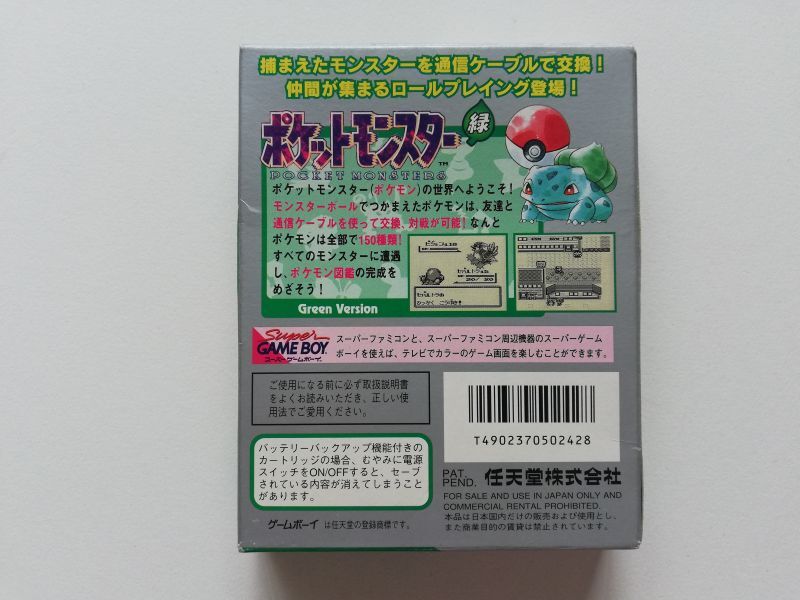 捕まえたモンスターを通信ケーブルで交換！
仲間が集まるロールプレイング登場！
ポケットモンスター 緑
TM
POCKET MONSTERS
ポケットモンスター(ポケモン)の世界へようこそ！
モンスターボールでつかまえたポケモンは、友達と
通信ケーブルを使って交換、対戦が可能！なんと
ポケモンは全部で150種類！
すべてのモンスターに遭遇
し、ポケモン図鑑の完成を
めざそう！
Green Version
Super
GAME BOY
スーパーゲームボーイ
スーパーファミコンと、スーパーファミコン周辺機器のスーパーゲーム
ボーイを使えば、テレビでカラーのゲーム画面を楽しむことができます。
ご使用になる前に必ず取扱説明書
をよくお読みいただき、正しい使
用法でご愛用ください。
T4902370502428
バッテリーバックアップ機能付きの
カートリッジの場合、むやみに電源
スイッチをON/OFFすると、セーブ
されている内容が消えてしまうこと
があります。
PAT.
PEND.
任天堂株式会社
FOR SALE AND USE IN JAPAN ONLY AND
COMMERCIAL RENTAL PROHIBITED.
本品は日本国内だけの販売および使用とし、
また商業目的の賃貸は禁止されています。
ゲームボーイ は任天堂の登録商標です。